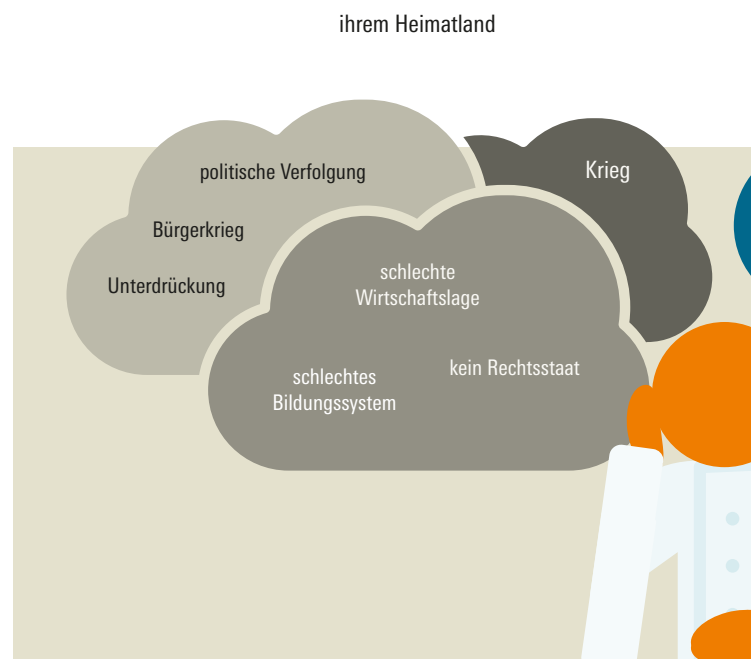 ihrem Heimatland
politische Verfolgung
Bürgerkrieg
Unterdrückung
Krieg
schlechte
Wirtschaftslage
schlechtes
Bildungssystem
kein Rechtsstaat